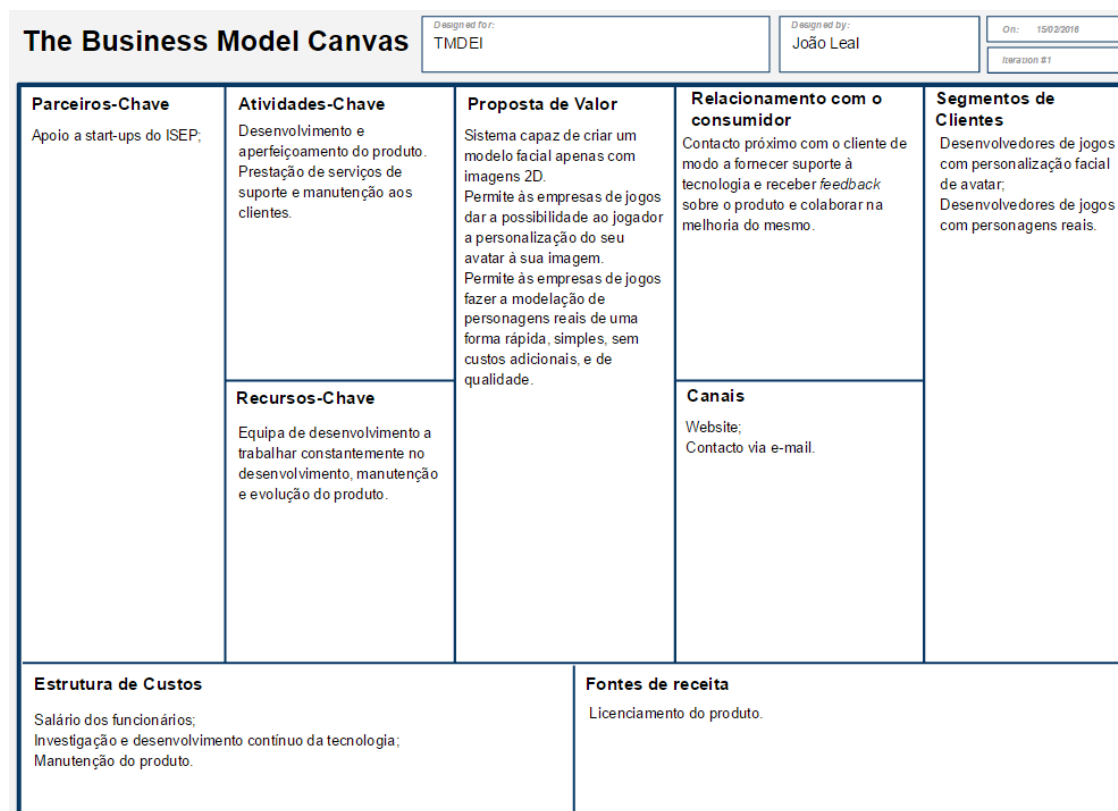 The Business Model Canvas
Designed for:
TMDEI
Designed by:
João Leal
On: 15/02/2016
Iteration #1
Parceiros-Chave
Apoio a start-ups do ISEP;
Atividades-Chave
Desenvolvimento e
aperfeiçoamento do produto.
Prestação de serviços de
suporte e manutenção aos
clientes.
Recursos-Chave
Equipa de desenvolvimento a
trabalhar constantemente no
desenvolvimento, manutenção
e evolução do produto.
Proposta de Valor
Sistema capaz de criar um
modelo facial apenas com
imagens 2D.
Permite às empresas de jogos
dar a possibilidade ao jogador
a personalização do seu
avatar à sua imagem.
Permite às empresas de jogos
fazer a modelação de
personagens reais de uma
forma rápida, simples, sem
custos adicionais, e de
qualidade.
Relacionamento com o
consumidor
Contacto próximo com o cliente de
modo a fornecer suporte à
tecnologia e receber feedback
sobre o produto e colaborar na
melhoria do mesmo.
Canais
Website;
Contacto via e-mail.
Segmentos de
Clientes
Desenvolvedores de jogos
com personalização facial
de avatar;
Desenvolvedores de jogos
com personagens reais.
Estrutura de Custos
Salário dos funcionários;
Investigação e desenvolvimento contínuo da tecnologia;
Manutenção do produto.
Fontes de receita
Licenciamento do produto.